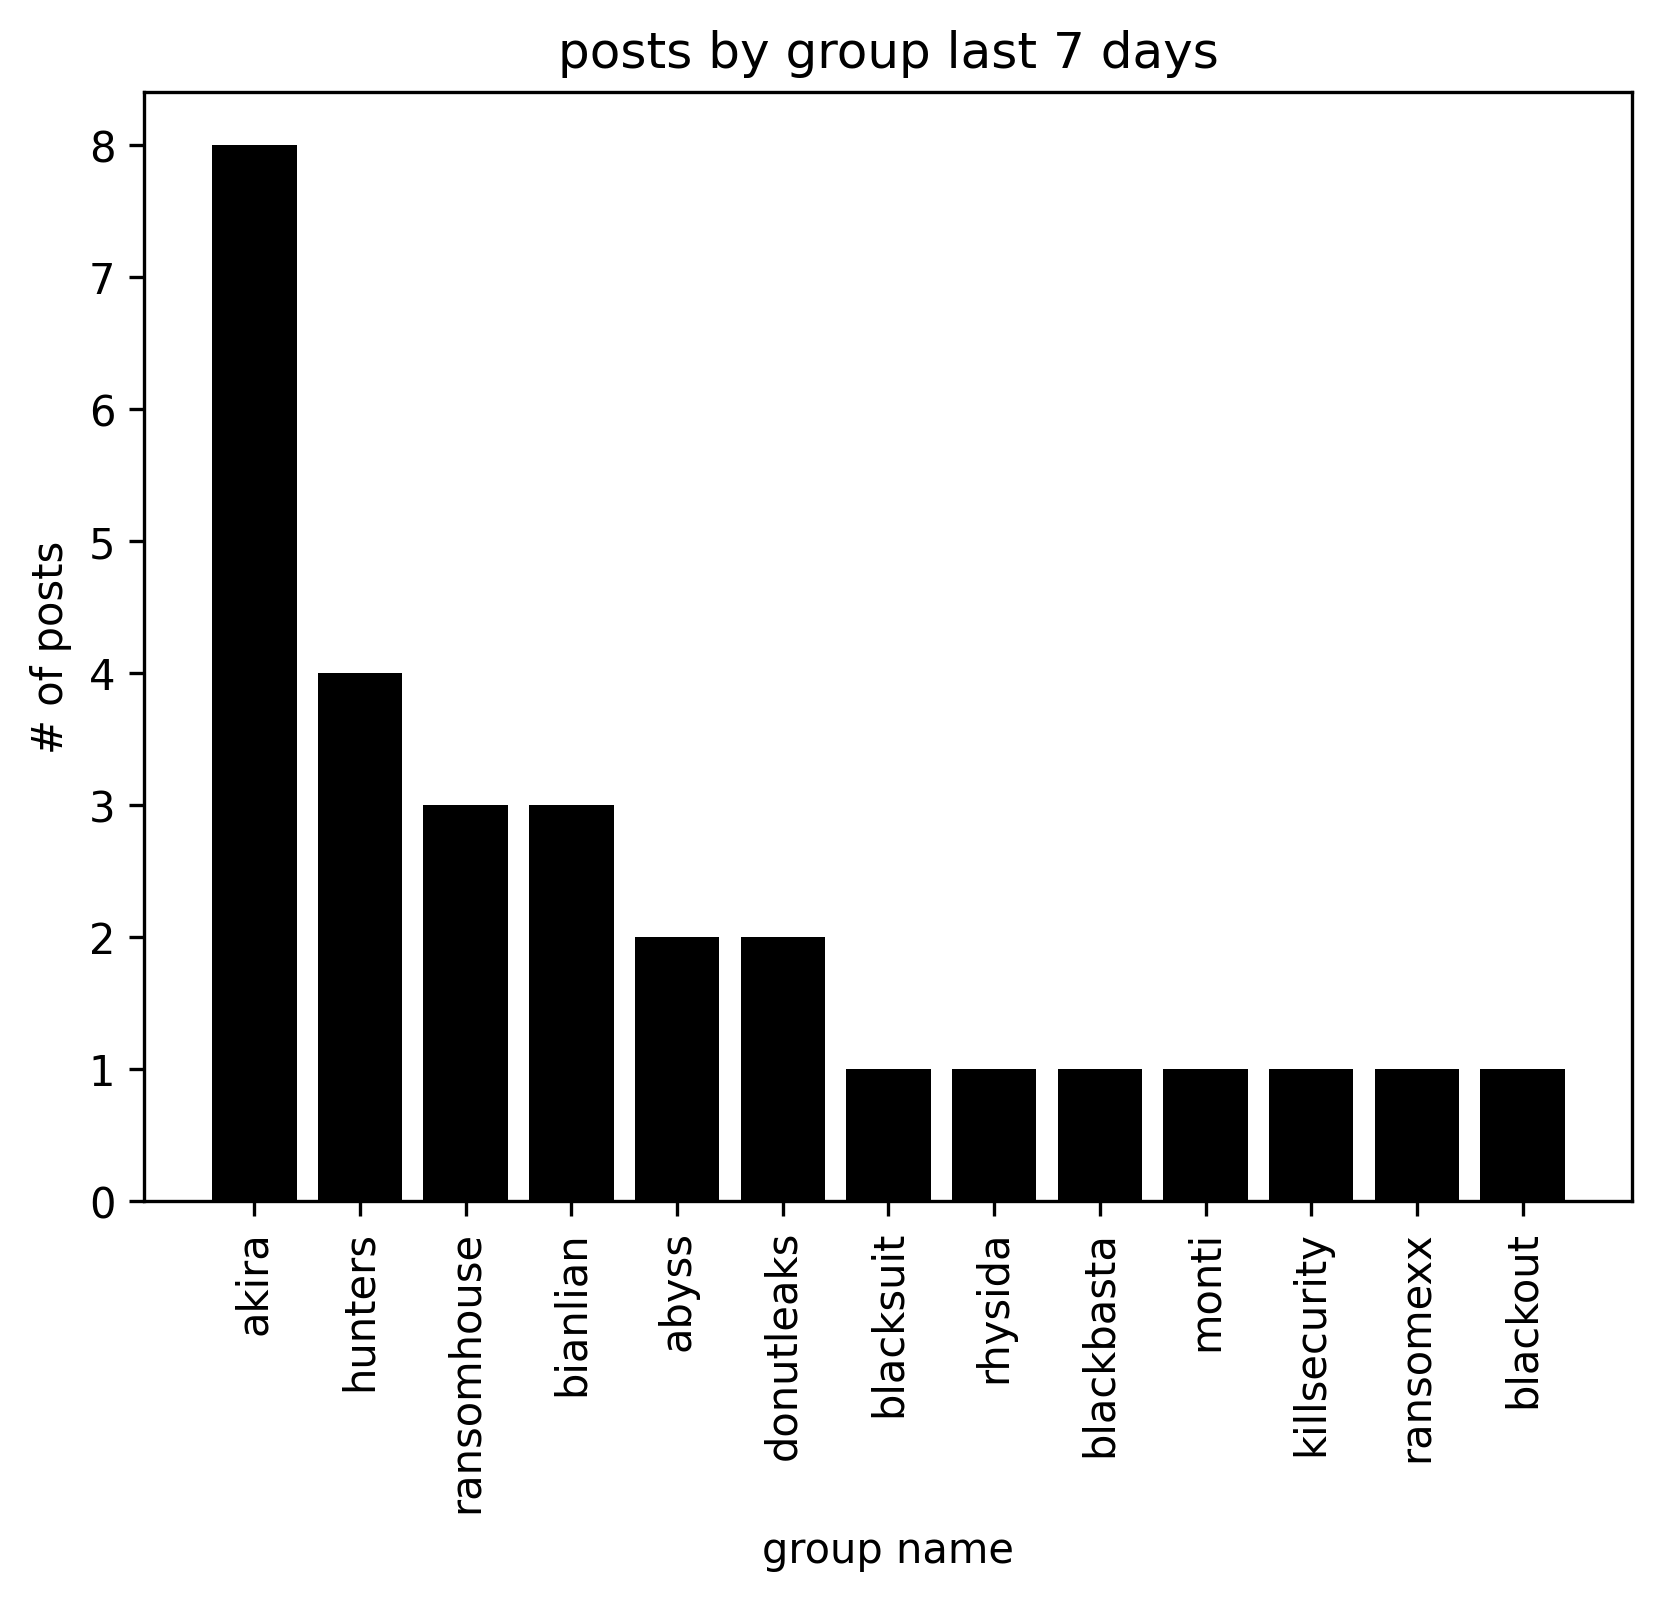 posts by group last 7 days
8
7
6
5
4
3
2
1
0
# of posts
akira
hunters
ransomhouse
bianlian
abyss
donutleaks
blacksuit
rhysida
blackbasta
monti
killsecurity
ransomexx
blackout
group name